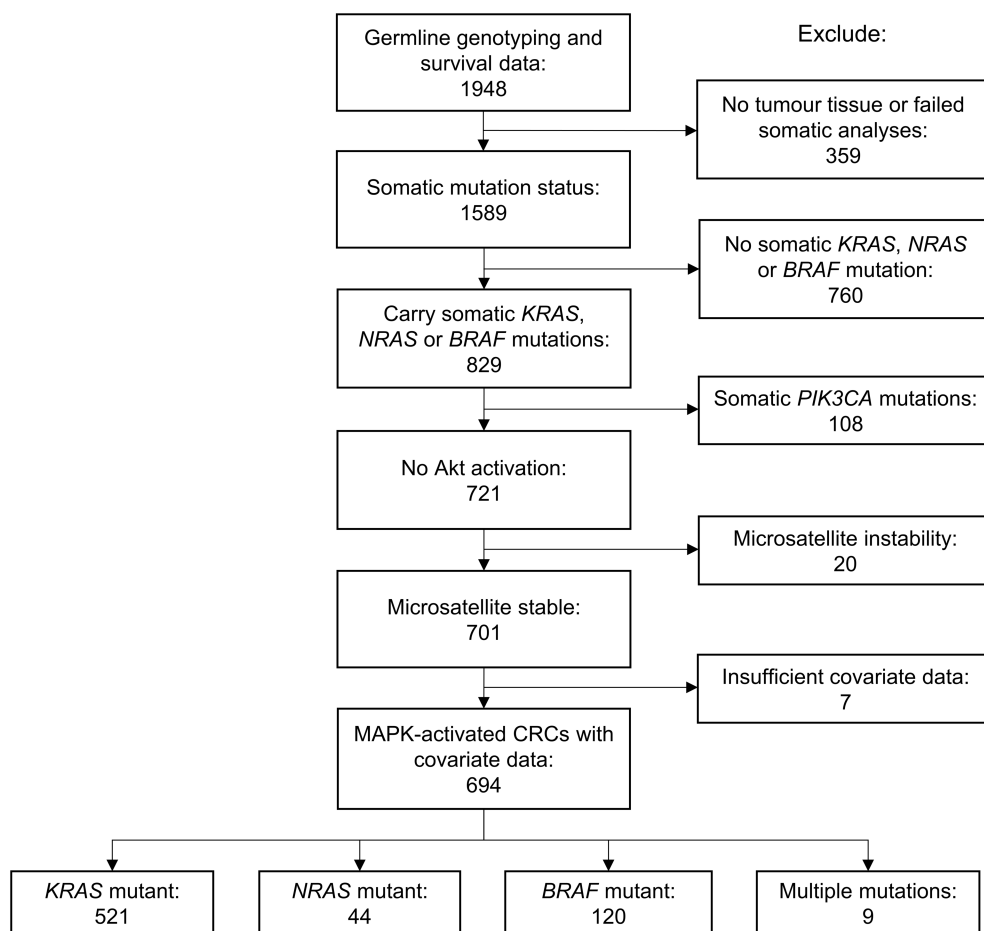 Germline genotyping and
survival data:
1948
Exclude:
No tumour tissue or failed
somatic analyses:
359
Somatic mutation status:
1589
No somatic KRAS, NRAS
or BRAF mutation:
760
Carry somatic KRAS,
NRAS or BRAF mutations:
829
Somatic PIK3CA mutations:
108
No Akt activation:
721
Microsatellite instability:
20
Microsatellite stable:
701
Insufficient covariate data:
7
MAPK-activated CRCs with
covariate data:
694
KRAS mutant:
521
NRAS mutant:
44
BRAF mutant:
120
Multiple mutations:
9